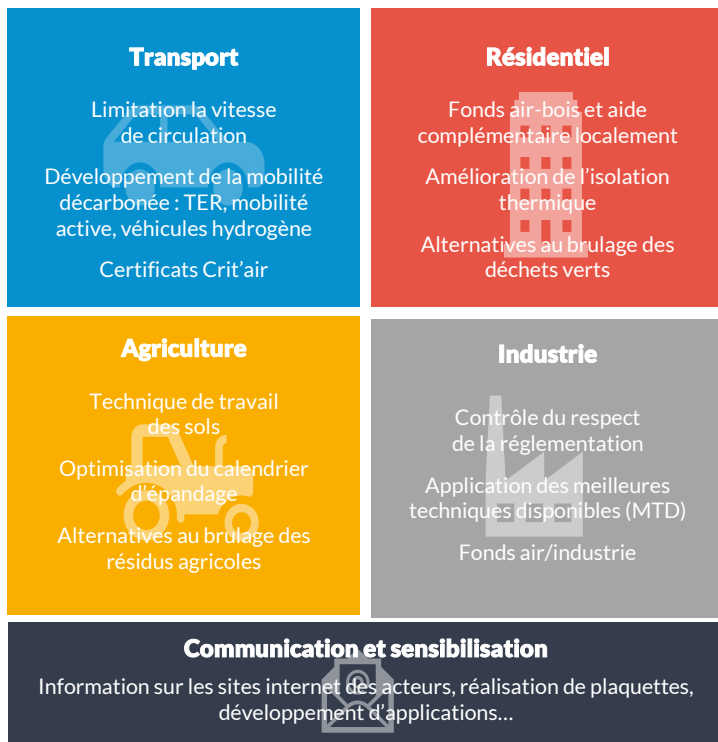 Transport
Limitation la vitesse
de circulation
Développement de la mobilité
décarbonée : TER, mobilité
active, véhicules hydrogène
Certificats Crit’air
Résidentiel
Fonds air-bois et aide
complémentaire localement
Amélioration de l’isolation
thermique
Alternatives au brulage des
déchets verts
Agriculture
Technique de travail
des sols
Optimisation du calendrier
d’épandage
Alternatives au brulage des
résidus agricoles
Industrie
Contrôle du respect
de la réglementation
Application des meilleures
techniques disponibles (MTD)
Fonds air/industrie
Communication et sensibilisation
Information sur les sites internet des acteurs, réalisation de plaquettes,
développement d’applications…